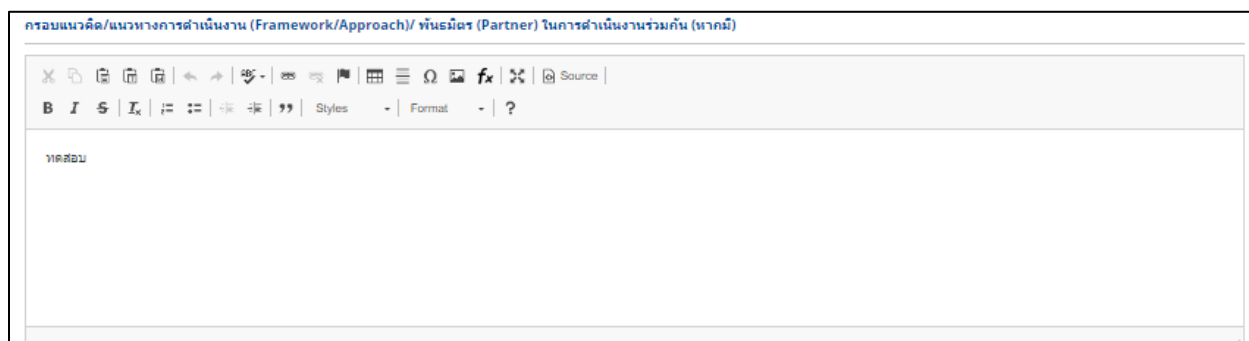 กรอบแนวคิด/แนวทางการดำเนินงาน (Framework/Approach)/ พันธมิตร (Partner) ในการดำเนินงานร่วมกัน (หากมี)
ABC Ω fx Source
B I S Ix ” Styles Format ?
ทดสอบ